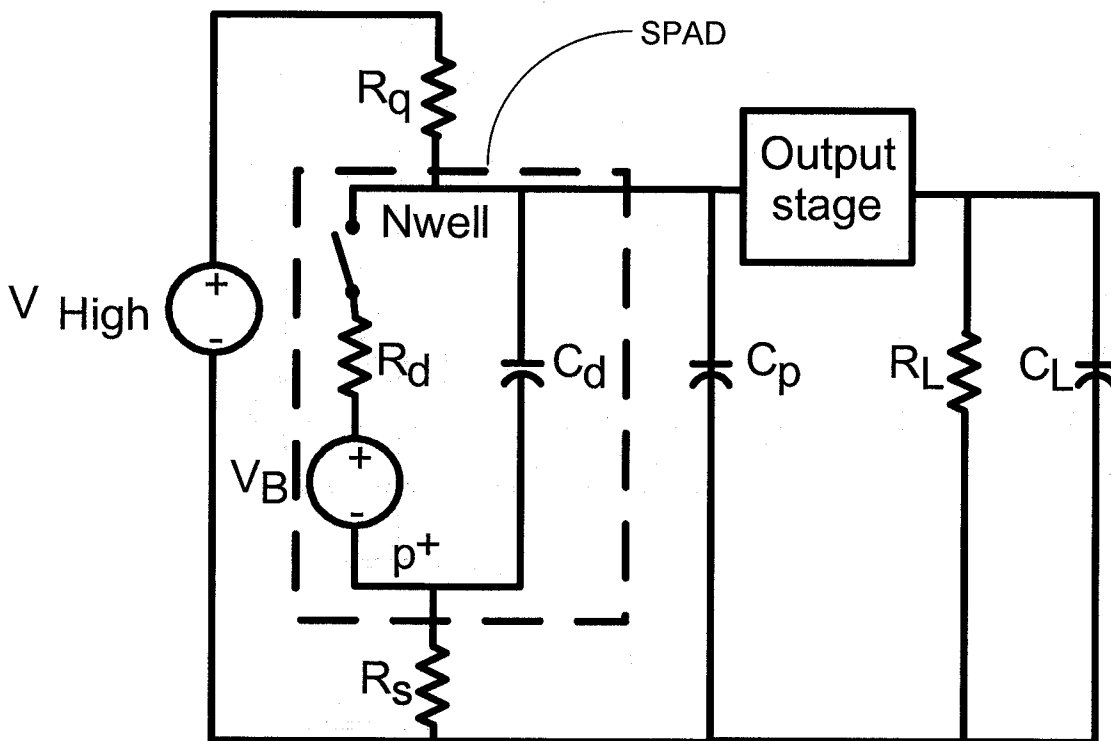 SPAD
Rq
Output
stage
Nwell
V High
+
-
Rd
Cd
Cp
RL
CL
VB
+
-
p+
Rs